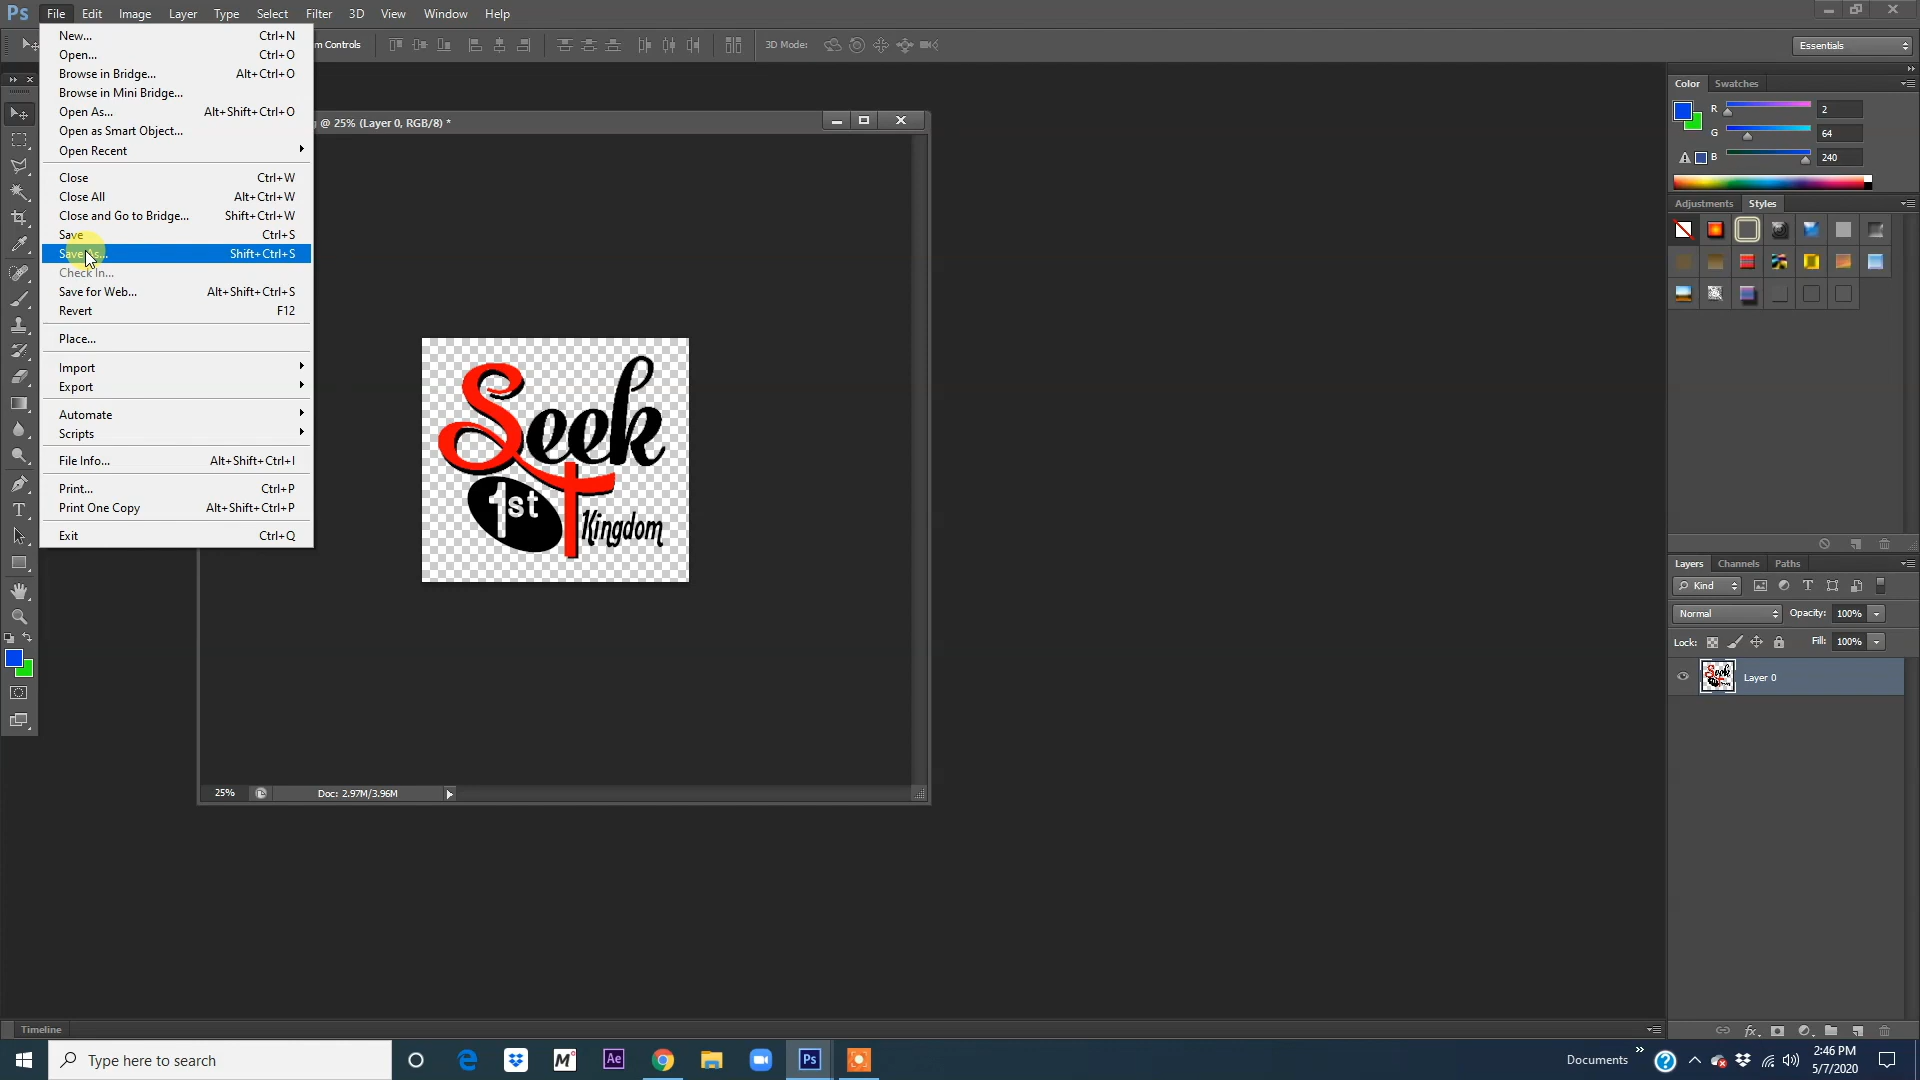 Ps File Edit Image Layer Type Select Filter 3D View Window Help
m Controls 3D Mode: Essentials
New... Ctrl+N
Open... Ctrl+O
Browse in Bridge... Alt+Ctrl+O
Browse in Mini Bridge...
Open As... Alt+Shift+Ctrl+O
Open as Smart Object...
Open Recent
Close Ctrl+W
Close All Alt+Ctrl+W
Close and Go to Bridge... Shift+Ctrl+W
Save Ctrl+S
Save As... Shift+Ctrl+S
Check In...
Save for Web... Alt+Shift+Ctrl+S
Revert F12
Place...
Import
Export
Automate
Scripts
File Info... Alt+Shift+Ctrl+I
Print... Ctrl+P
Print One Copy Alt+Shift+Ctrl+P
Exit Ctrl+Q
g @ 25% (Layer 0, RGB/8) *
Seek
1st
Kingdom
25% Doc: 2.97M/3.96M
Color Swatches
R 2
G 64
B 240
Adjustments Styles
Layers Channels Paths
Kind T
Normal Opacity: 100%
Lock: Fill: 100%
Seek
Layer 0
fx
T
Timeline
Type here to search
e M Ae Ps
Documents » ?
2:46 PM
5/7/2020